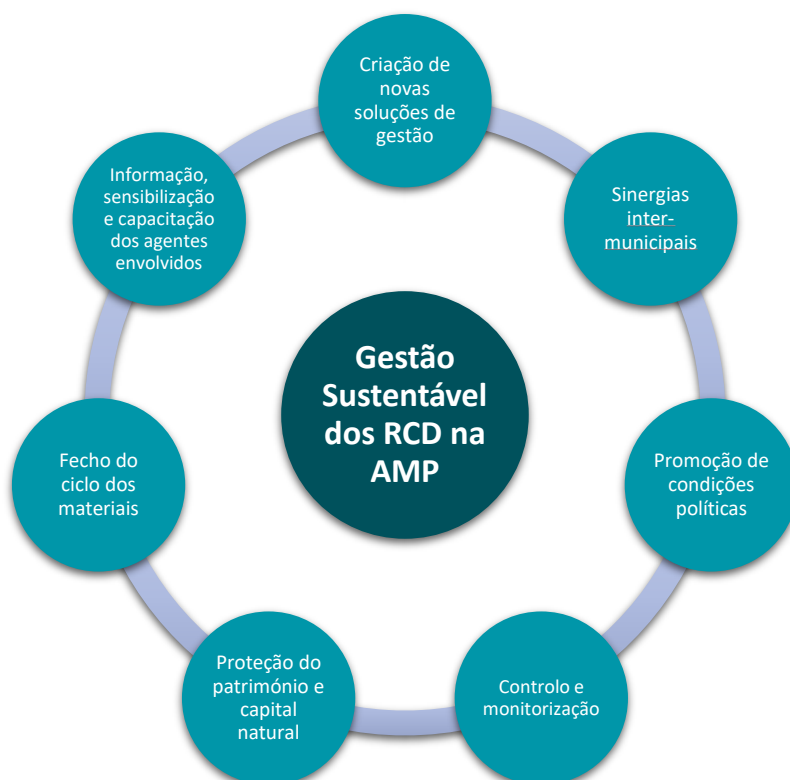 Criação de
novas
soluções de
gestão
Sinergias
inter-
municipais
Promoção de
condições
políticas
Controlo e
monitorização
Proteção do
património e
capital
natural
Fecho do
ciclo dos
materiais
Informação,
sensibilização
e capacitação
dos agentes
envolvidos
Gestão
Sustentável
dos RCD na
AMP